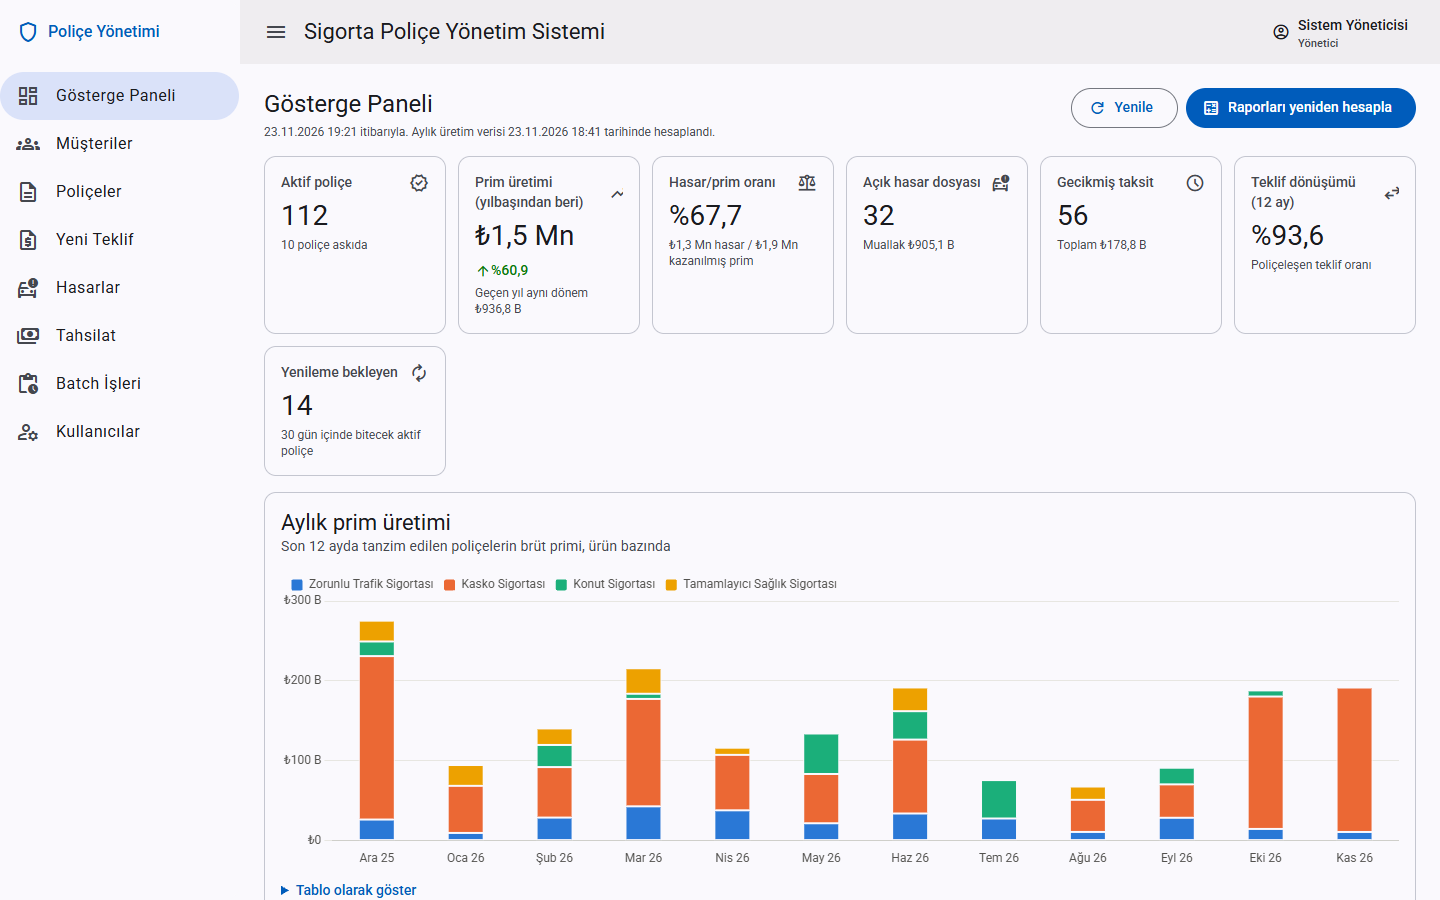 Poliçe Yönetimi
Sigorta Poliçe Yönetim Sistemi
Sistem Yöneticisi
Yönetici
Gösterge Paneli
Müşteriler
Poliçeler
Yeni Teklif
Hasarlar
Tahsilat
Batch İşleri
Kullanıcılar
Gösterge Paneli
23.11.2026 19:21 itibarıyla. Aylık üretim verisi 23.11.2026 18:41 tarihinde hesaplandı.
Yenile
Raporları yeniden hesapla
Aktif poliçe
112
10 poliçe askıda
Prim üretimi
(yılbaşından beri)
₺1,5 Mn
%60,9
Geçen yıl aynı dönem
₺936,8 B
Hasar/prim oranı
%67,7
₺1,3 Mn hasar / ₺1,9 Mn
kazanılmış prim
Açık hasar dosyası
32
Muallak ₺905,1 B
Gecikmiş taksit
56
Toplam ₺178,8 B
Teklif dönüşümü
(12 ay)
%93,6
Poliçeleşen teklif oranı
Yenileme bekleyen
14
30 gün içinde bitecek aktif
poliçe
Aylık prim üretimi
Son 12 ayda tanzim edilen poliçelerin brüt primi, ürün bazında
Zorunlu Trafik Sigortası Kasko Sigortası Konut Sigortası Tamamlayıcı Sağlık Sigortası
₺300 B
₺200 B
₺100 B
₺0
Ara 25 Oca 26 Şub 26 Mar 26 Nis 26 May 26 Haz 26 Tem 26 Ağu 26 Eyl 26 Eki 26 Kas 26
Tablo olarak göster